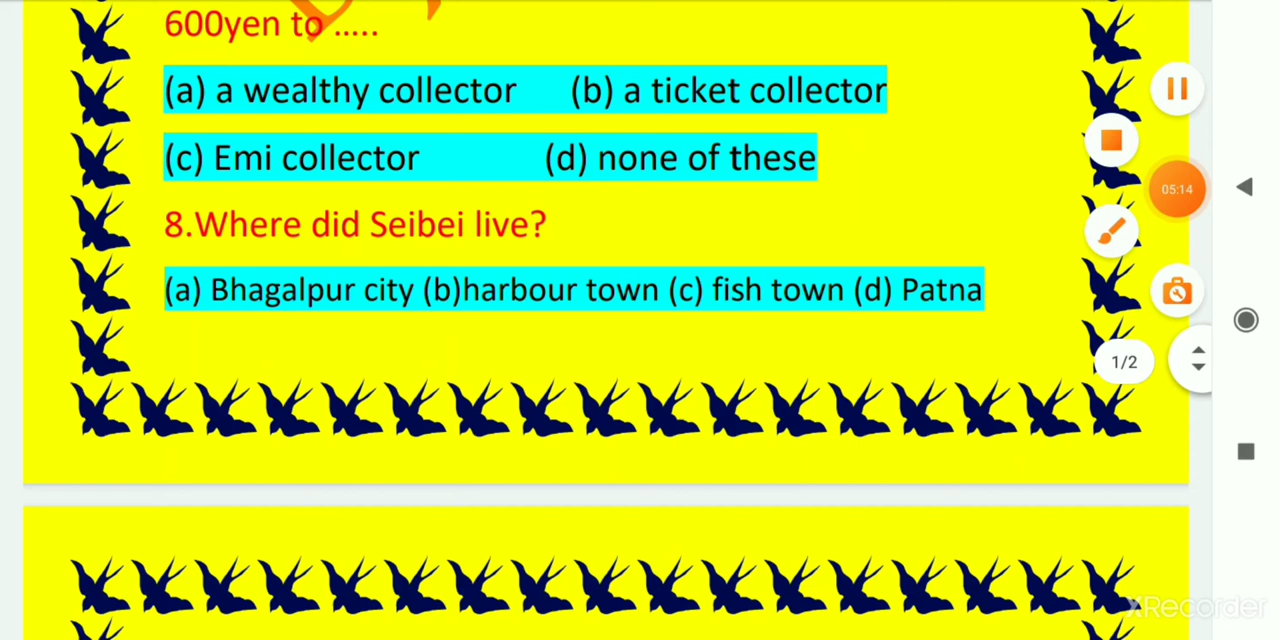 600yen to .....
(a) a wealthy collector (b) a ticket collector
(c) Emi collector (d) none of these
8.Where did Seibei live?
(a) Bhagalpur city (b)harbour town (c) fish town (d) Patna
05:14
1/2
XRecorder